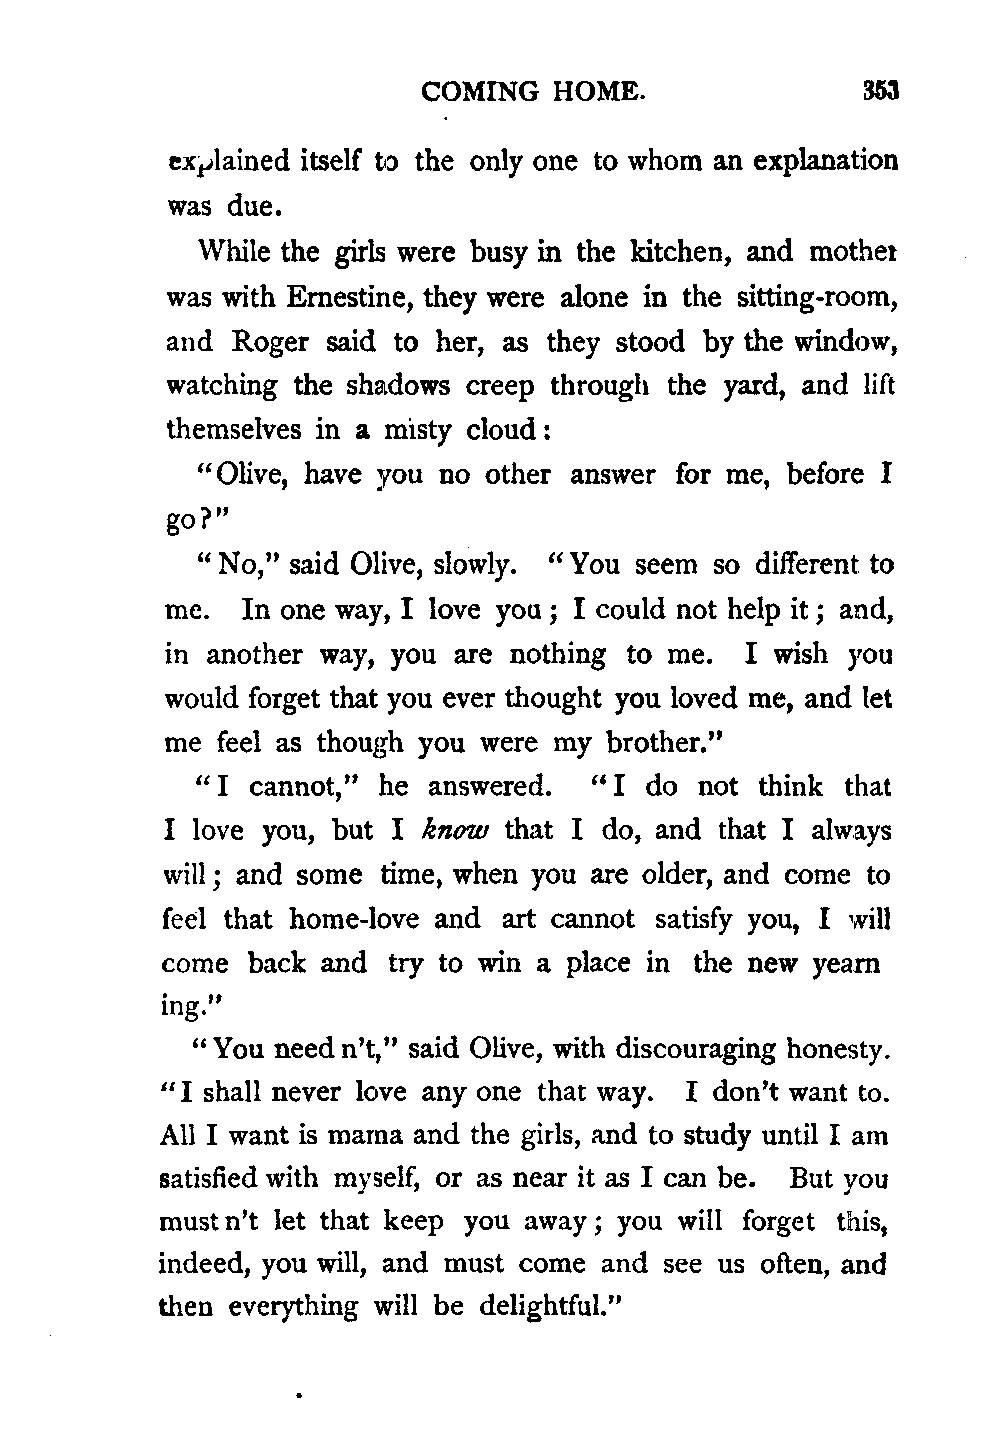 COMING HOME. 353
explained itself to the only one to whom an explanation
was due.
While the girls were busy in the kitchen, and mother
was with Ernestine, they were alone in the sitting-room,
and Roger said to her, as they stood by the window,
watching the shadows creep through the yard, and lift
themselves in a misty cloud:
"Olive, have you no other answer for me, before I
go?"
"No," said Olive, slowly. "You seem so different to
me. In one way, I love you; I could not help it; and,
in another way, you are nothing to me. I wish you
would forget that you ever thought you loved me, and let
me feel as though you were my brother."
"I cannot," he answered. "I do not think that
I love you, but I know that I do, and that I always
will; and some time, when you are older, and come to
feel that home-love and art cannot satisfy you, I will
come back and try to win a place in the new yearn
ing."
"You need n't," said Olive, with discouraging honesty.
"I shall never love any one that way. I don't want to.
All I want is mama and the girls, and to study until I am
satisfied with myself, or as near it as I can be. But you
must n't let that keep you away; you will forget this,
indeed, you will, and must come and see us often, and
then everything will be delightful."